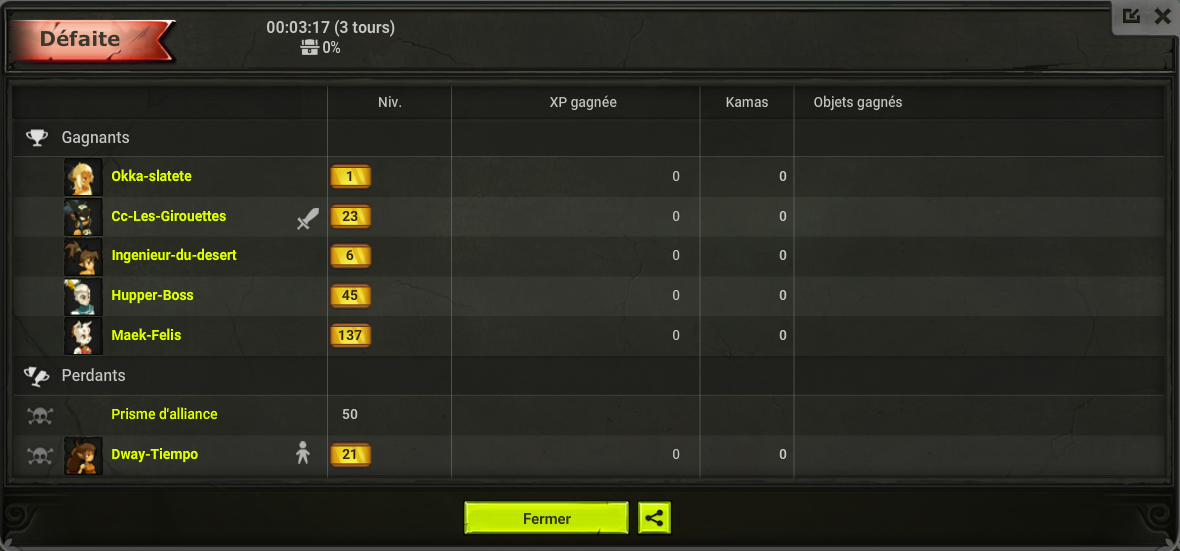 Défaite
00:03:17 (3 tours)
0%
Niv. XP gagnée Kamas Objets gagnés
Gagnants
Okka-slatete 1 0 0
Cc-Les-Girouettes 23 0 0
Ingenieur-du-desert 6 0 0
Hupper-Boss 45 0 0
Maek-Felis 137 0 0
Perdants
Prisme d'alliance 50
Dway-Tiempo 21 0 0
Fermer